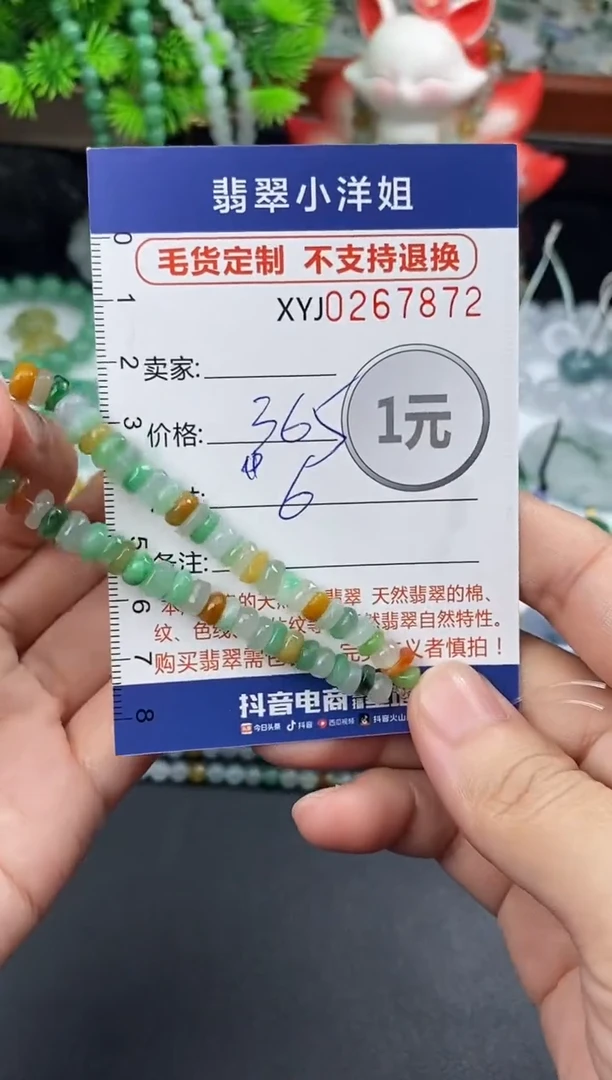 翡翠小洋姐
毛货定制 不支持退换
XYJ0267872
0
1
2
3
5
6
7
8
卖家:
价格: 36
1元
6
备注:
翡翠 天然翡翠的棉、
纹、色线、 然翡翠自然特性。
购买翡翠需 义者慎拍！
抖音电商
今日头条 抖音 西瓜视频 抖音火山